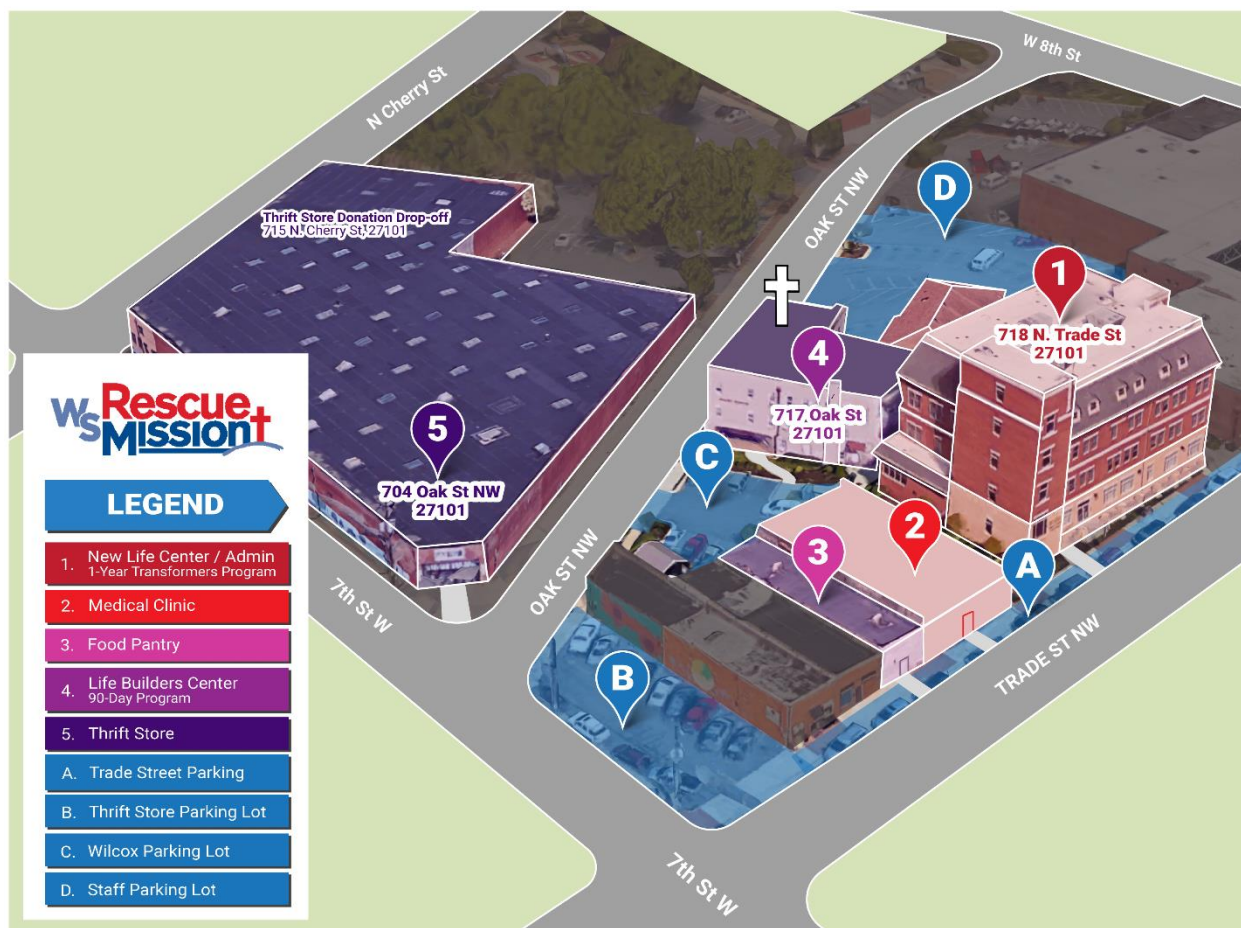 N Cherry St
W 8th St
OAK ST NW
D
Thrift Store Donation Drop-off
715 N. Cherry St, 27101
1
718 N. Trade St
27101
4
717 Oak St
27101
5
704 Oak St NW
27101
C
2
3
A
B
OAK ST NW
7th St W
TRADE ST NW
7th St W
WS Rescue
Mission
LEGEND
1. New Life Center / Admin
1-Year Transformers Program
2. Medical Clinic
3. Food Pantry
4. Life Builders Center
90-Day Program
5. Thrift Store
A. Trade Street Parking
B. Thrift Store Parking Lot
C. Wilcox Parking Lot
D. Staff Parking Lot